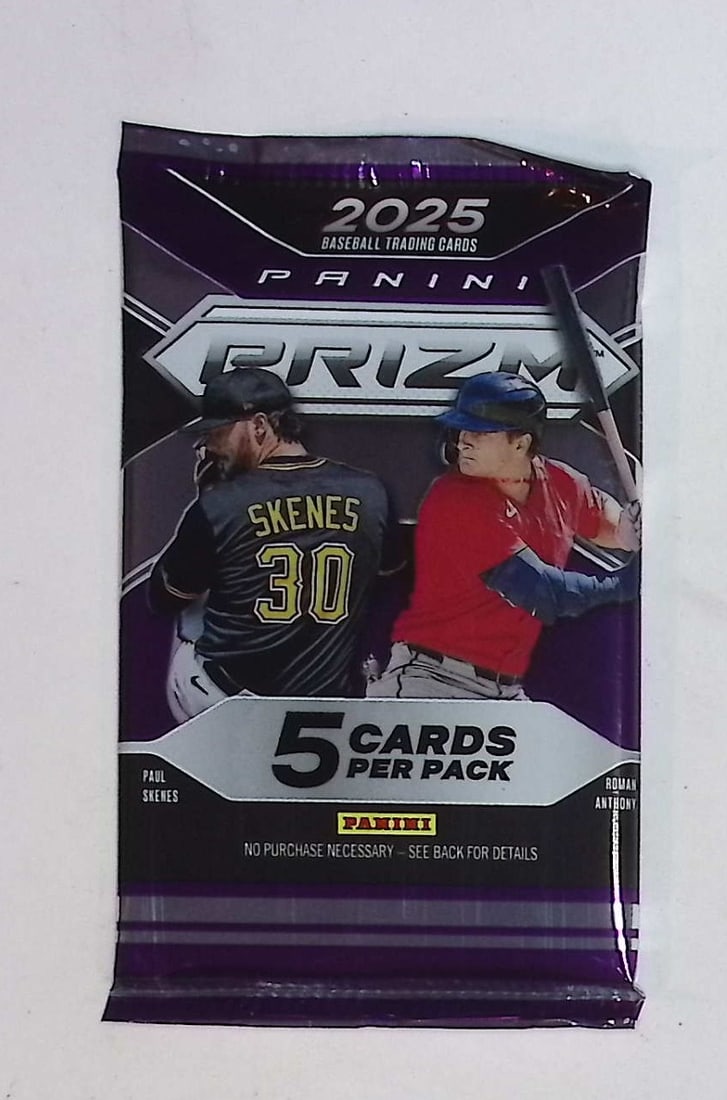 2025
BASEBALL TRADING CARDS
PANINI
PRIZM™
SKENES
30
5 CARDS
PER PACK
PAUL
SKENES
ROMAN
ANTHONY
PANINI
NO PURCHASE NECESSARY – SEE BACK FOR DETAILS